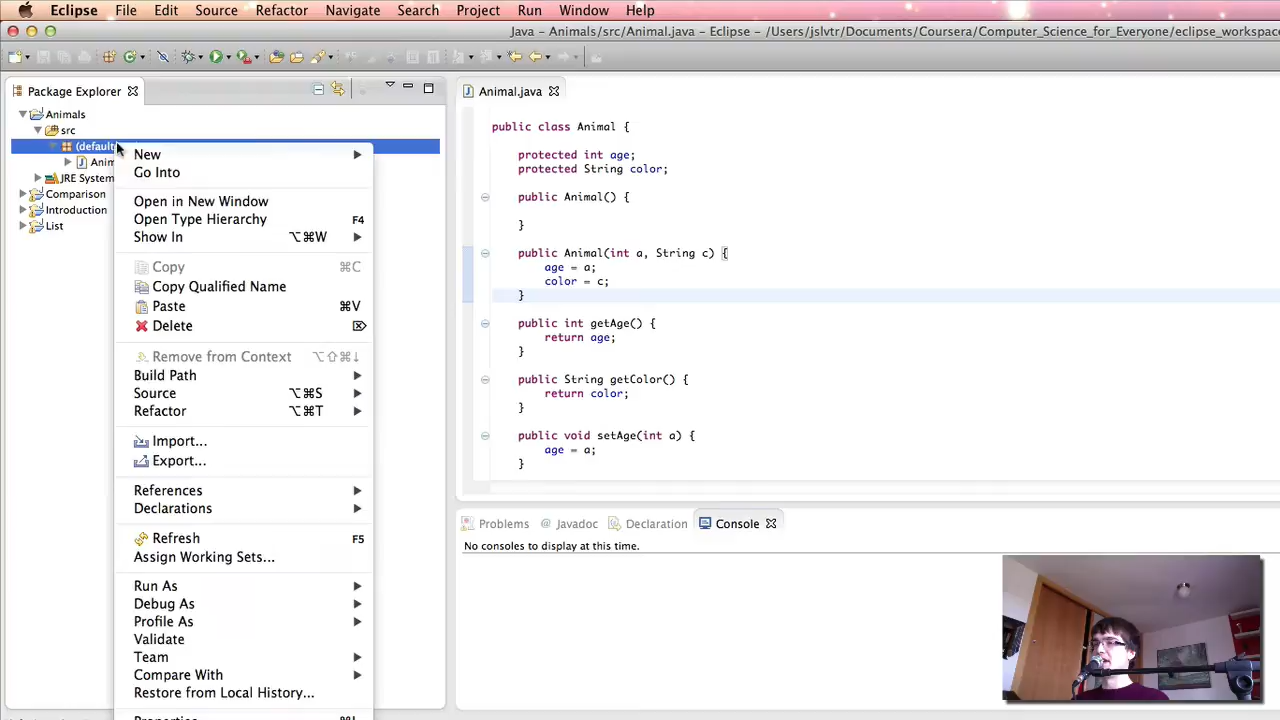 Eclipse File Edit Source Refactor Navigate Search Project Run Window Help
Java – Animals/src/Animal.java – Eclipse – /Users/jslvtr/Documents/Coursera/Computer_Science_for_Everyone/eclipse_workspace
Package Explorer
Animals
src
(default
Anim
JRE System
Comparison
Introduction
List
New
Go Into
Open in New Window
Open Type Hierarchy F4
Show In ⌥⌘W
Copy ⌘C
Copy Qualified Name
Paste ⌘V
Delete ⌦
Remove from Context ⌥⇧⌘↓
Build Path
Source ⌥⌘S
Refactor ⌥⌘T
Import...
Export...
References
Declarations
Refresh F5
Assign Working Sets...
Run As
Debug As
Profile As
Validate
Team
Compare With
Restore from Local History...
Animal.java
public class Animal {
protected int age;
protected String color;
public Animal() {
}
public Animal(int a, String c) {
age = a;
color = c;
}
public int getAge() {
return age;
}
public String getColor() {
return color;
}
public void setAge(int a) {
age = a;
}
Problems @ Javadoc Declaration Console
No consoles to display at this time.